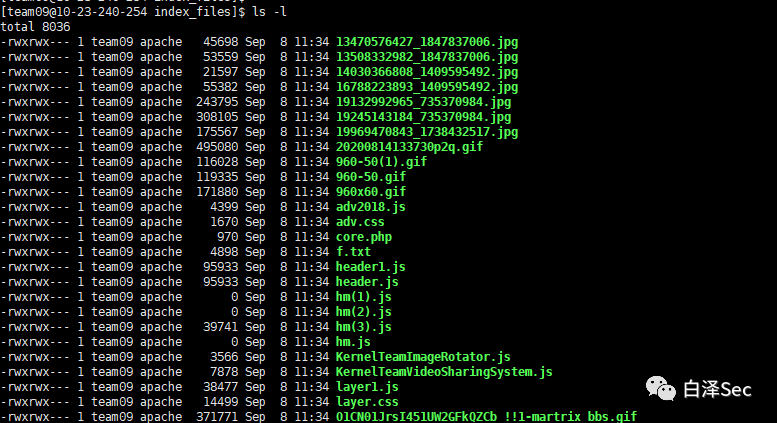 [team09@10-23-240-254 index_files]$ ls -l
total 8036
-rwxrwx--- 1 team09 apache 45698 Sep 8 11:34 13470576427_1847837006.jpg
-rwxrwx--- 1 team09 apache 53559 Sep 8 11:34 13508332982_1847837006.jpg
-rwxrwx--- 1 team09 apache 21597 Sep 8 11:34 14030366808_1409595492.jpg
-rwxrwx--- 1 team09 apache 55382 Sep 8 11:34 16788223893_1409595492.jpg
-rwxrwx--- 1 team09 apache 243795 Sep 8 11:34 19132992965_735370984.jpg
-rwxrwx--- 1 team09 apache 308105 Sep 8 11:34 19245143184_735370984.jpg
-rwxrwx--- 1 team09 apache 175567 Sep 8 11:34 19969470843_1738432517.jpg
-rwxrwx--- 1 team09 apache 495080 Sep 8 11:34 20200814133730p2q.gif
-rwxrwx--- 1 team09 apache 116028 Sep 8 11:34 960-50(1).gif
-rwxrwx--- 1 team09 apache 119335 Sep 8 11:34 960-50.gif
-rwxrwx--- 1 team09 apache 171880 Sep 8 11:34 960x60.gif
-rwxrwx--- 1 team09 apache 4399 Sep 8 11:34 adv2018.js
-rwxrwx--- 1 team09 apache 1670 Sep 8 11:34 adv.css
-rwxrwx--- 1 team09 apache 970 Sep 8 11:34 core.php
-rwxrwx--- 1 team09 apache 4898 Sep 8 11:34 f.txt
-rwxrwx--- 1 team09 apache 95933 Sep 8 11:34 header1.js
-rwxrwx--- 1 team09 apache 95933 Sep 8 11:34 header.js
-rwxrwx--- 1 team09 apache 0 Sep 8 11:34 hm(1).js
-rwxrwx--- 1 team09 apache 0 Sep 8 11:34 hm(2).js
-rwxrwx--- 1 team09 apache 39741 Sep 8 11:34 hm(3).js
-rwxrwx--- 1 team09 apache 0 Sep 8 11:34 hm.js
-rwxrwx--- 1 team09 apache 3566 Sep 8 11:34 KernelTeamImageRotator.js
-rwxrwx--- 1 team09 apache 7878 Sep 8 11:34 KernelTeamVideoSharingSystem.js
-rwxrwx--- 1 team09 apache 38477 Sep 8 11:34 layer1.js
-rwxrwx--- 1 team09 apache 14499 Sep 8 11:34 layer.css
-rwxrwx--- 1 team09 apache 371771 Sep 8 11:34 O1CN01JrsI451UW2GFkQZCb_!!1-martrix_bbs.gif
白泽Sec